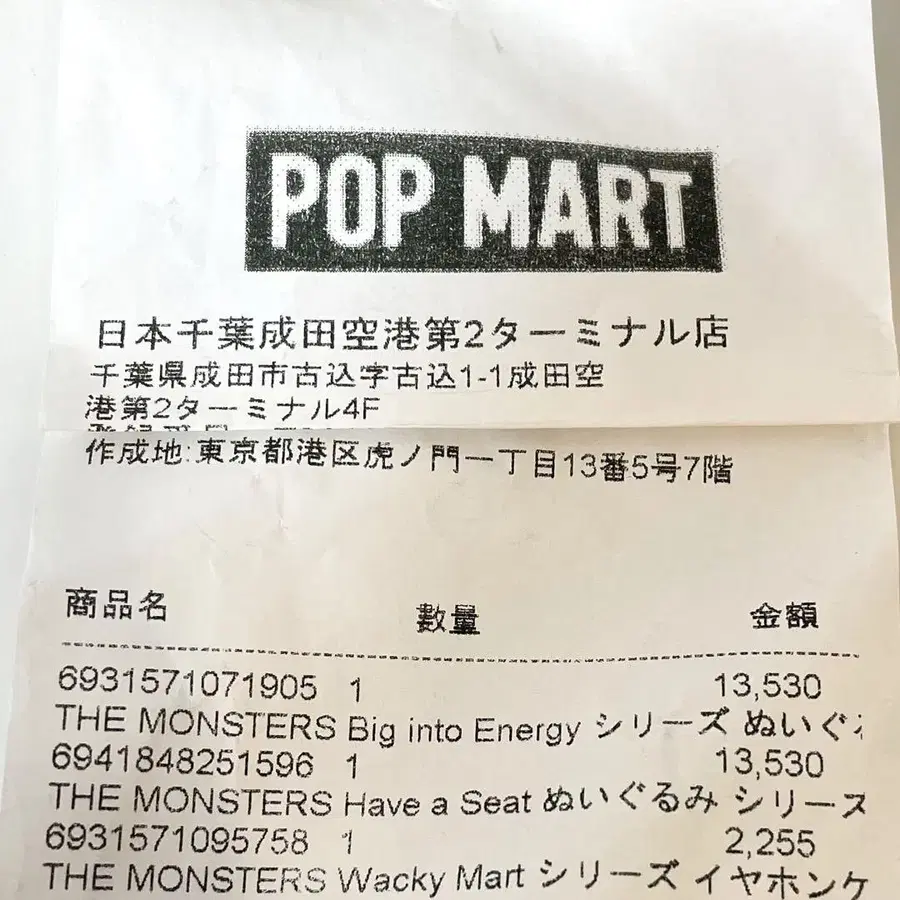 POP MART
日本千葉成田空港第2ターミナル店
千葉県成田市古込字古込1-1成田空
港第2ターミナル4F
作成地:東京都港区虎ノ門一丁目13番5号7階
商品名 數量 金額
6931571071905 1 13,530
THE MONSTERS Big into Energy シリーズ ぬいぐ
6941848251596 1 13,530
THE MONSTERS Have a Seat ぬいぐるみ シリーズ
6931571095758 1 2,255
THE MONSTERS Wacky Mart シリーズ イヤホンケ